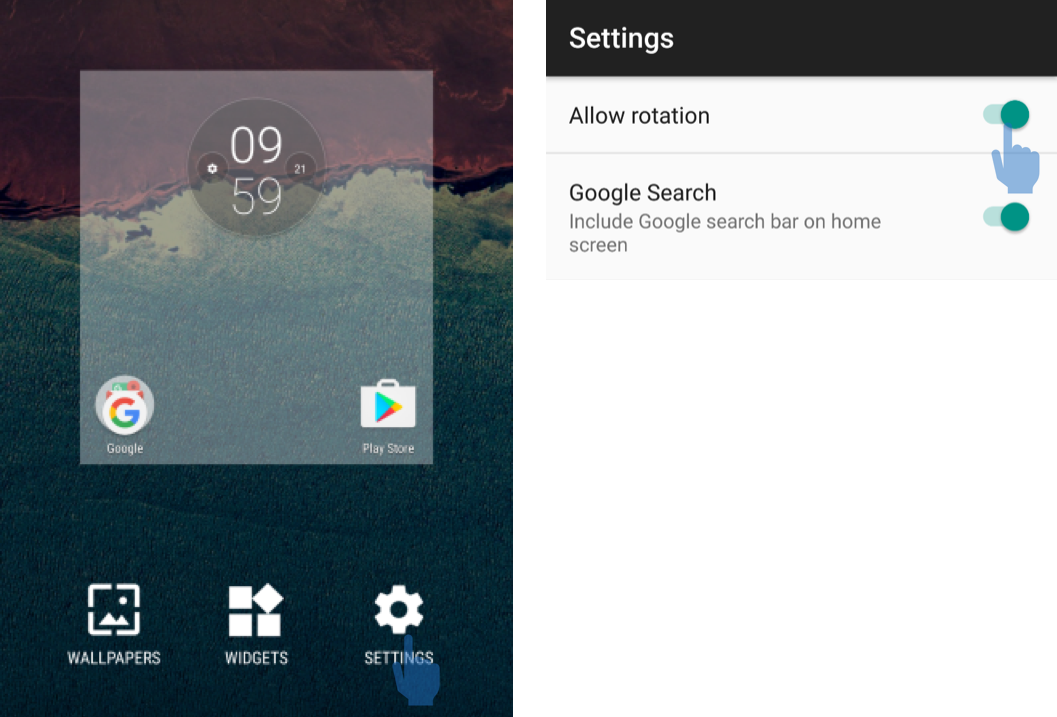 09
21
59
Google
Play Store
WALLPAPERS
WIDGETS
SETTINGS
Settings
Allow rotation
Google Search
Include Google search bar on home
screen